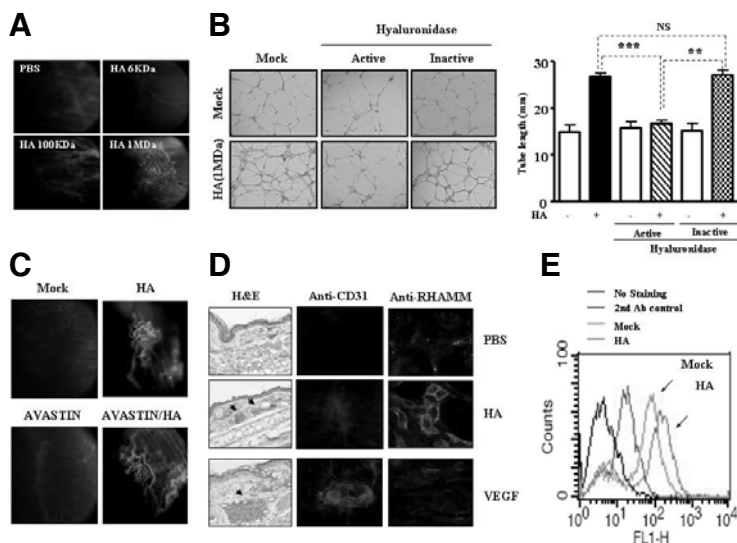 A
PBS
HA 6KDa
HA 100KDa
HA 1MDa
B
Hyaluronidase
Mock
Active
Inactive
Mock
HA(1MDa)
Tube length (mm)
30
20
10
0
NS
***
**
HA
- + - + - +
Active
Inactive
Hyaluronidase
C
Mock
HA
AVASTIN
AVASTIN/HA
D
H&E
Anti-CD31
Anti-RHAMM
PBS
HA
VEGF
E
No Staining
2nd Ab control
Mock
HA
100
0
Counts
Mock
HA
10⁰ 10¹ 10² 10³ 10⁴
FL1-H